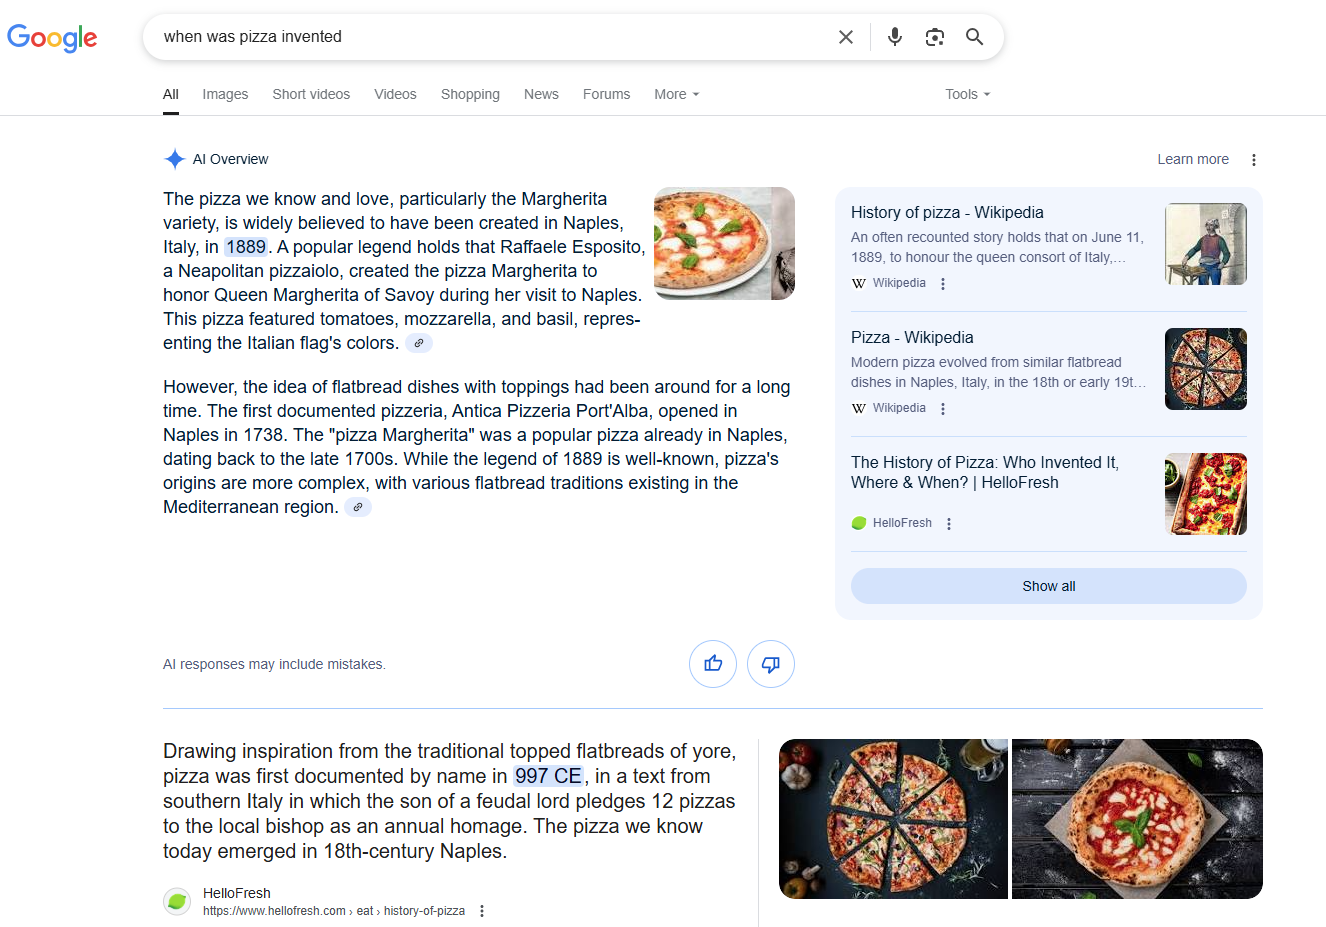 Google
when was pizza invented
All Images Short videos Videos Shopping News Forums More Tools
AI Overview
Learn more
The pizza we know and love, particularly the Margherita
variety, is widely believed to have been created in Naples,
Italy, in 1889. A popular legend holds that Raffaele Esposito,
a Neapolitan pizzaiolo, created the pizza Margherita to
honor Queen Margherita of Savoy during her visit to Naples.
This pizza featured tomatoes, mozzarella, and basil, repres-
enting the Italian flag's colors.
However, the idea of flatbread dishes with toppings had been around for a long
time. The first documented pizzeria, Antica Pizzeria Port'Alba, opened in
Naples in 1738. The "pizza Margherita" was a popular pizza already in Naples,
dating back to the late 1700s. While the legend of 1889 is well-known, pizza's
origins are more complex, with various flatbread traditions existing in the
Mediterranean region.
History of pizza - Wikipedia
An often recounted story holds that on June 11,
1889, to honour the queen consort of Italy,...
W Wikipedia
Pizza - Wikipedia
Modern pizza evolved from similar flatbread
dishes in Naples, Italy, in the 18th or early 19t...
W Wikipedia
The History of Pizza: Who Invented It,
Where & When? | HelloFresh
HelloFresh
Show all
AI responses may include mistakes.
Drawing inspiration from the traditional topped flatbreads of yore,
pizza was first documented by name in 997 CE, in a text from
southern Italy in which the son of a feudal lord pledges 12 pizzas
to the local bishop as an annual homage. The pizza we know
today emerged in 18th-century Naples.
HelloFresh
https://www.hellofresh.com › eat › history-of-pizza